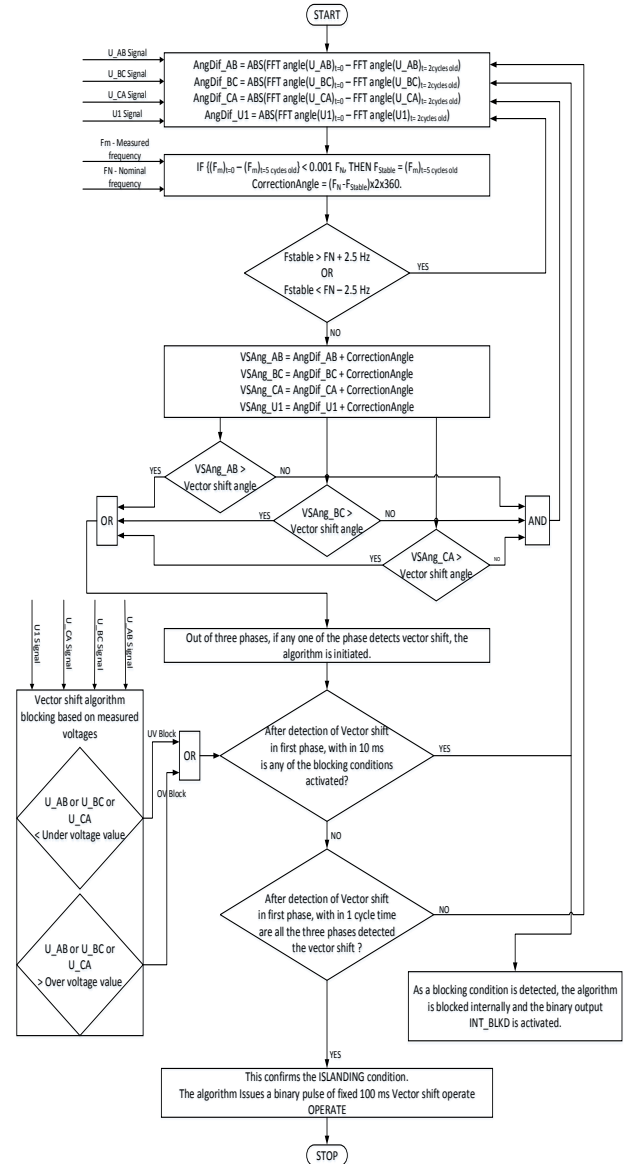 START
U_AB Signal
U_BC Signal
U_CA Signal
U1 Signal
AngDif_AB = ABS(FFT angle(U_AB)t=0 – FFT angle(U_AB)t= 2cycles old)
AngDif_BC = ABS(FFT angle(U_BC)t=0 – FFT angle(U_BC)t= 2cycles old)
AngDif_CA = ABS(FFT angle(U_CA)t=0 – FFT angle(U_CA)t= 2cycles old)
AngDif_U1 = ABS(FFT angle(U1)t=0 – FFT angle(U1)t= 2cycles old)
Fm - Measured
frequency
FN - Nominal
frequency
IF {(Fm)t=0 – (Fm)t=5 cycles old} < 0.001 FN, THEN FStable = (Fm)t=5 cycles old
CorrectionAngle = (FN-FStable)x2x360.
Fstable > FN + 2.5 Hz
OR
Fstable < FN – 2.5 Hz
YES
NO
VSAng_AB = AngDif_AB + CorrectionAngle
VSAng_BC = AngDif_BC + CorrectionAngle
VSAng_CA = AngDif_CA + CorrectionAngle
VSAng_U1 = AngDif_U1 + CorrectionAngle
YES
VSAng_AB >
Vector shift angle
NO
OR
YES
VSAng_BC >
Vector shift angle
NO
AND
YES
VSAng_CA >
Vector shift angle
NO
U1 Signal
U_CA Signal
U_BC Signal
U_AB Signal
Out of three phases, if any one of the phase detects vector shift, the
algorithm is initiated.
Vector shift algorithm
blocking based on measured
voltages
UV Block
OR
OV Block
After detection of Vector shift
in first phase, with in 10 ms
is any of the blocking conditions
activated?
YES
NO
U_AB or U_BC or
U_CA
< Under voltage value
After detection of Vector shift
in first phase, with in 1 cycle time
are all the three phases detected
the vector shift ?
NO
U_AB or U_BC or
U_CA
> Over voltage value
As a blocking condition is detected, the algorithm
is blocked internally and the binary output
INT_BLKD is activated.
YES
This confirms the ISLANDING condition.
The algorithm Issues a binary pulse of fixed 100 ms Vector shift operate
OPERATE
STOP